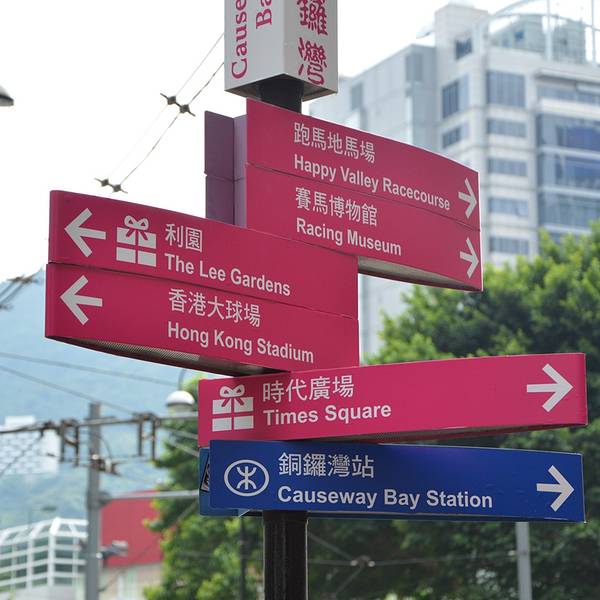 Causeway
Ba
鑼灣
跑馬地馬場
Happy Valley Racecourse
賽馬博物館
Racing Museum
利園
The Lee Gardens
香港大球場
Hong Kong Stadium
時代廣場
Times Square
銅鑼灣站
Causeway Bay Station